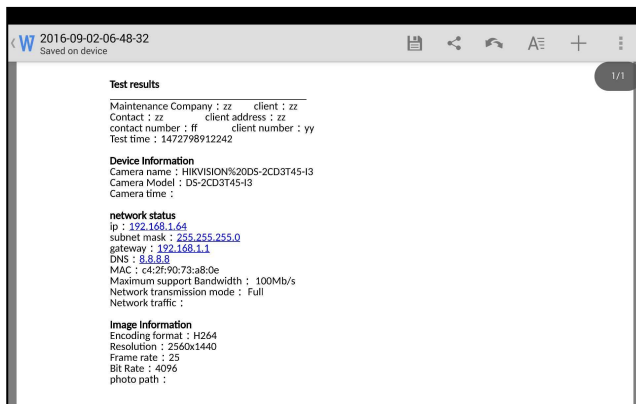 2016-09-02-06-48-32
Saved on device
1/1
Test results
Maintenance Company：zz client：zz
Contact：zz client address：zz
contact number：ff client number：yy
Test time：1472798912242
Device Information
Camera name：HIKVISION%20DS-2CD3T45-I3
Camera Model：DS-2CD3T45-I3
Camera time：
network status
ip：192.168.1.64
subnet mask：255.255.255.0
gateway：192.168.1.1
DNS：8.8.8.8
MAC：c4:2f:90:73:a8:0e
Maximum support Bandwidth：100Mb/s
Network transmission mode：Full
Network traffic：
Image Information
Encoding format：H264
Resolution：2560x1440
Frame rate：25
Bit Rate：4096
photo path：